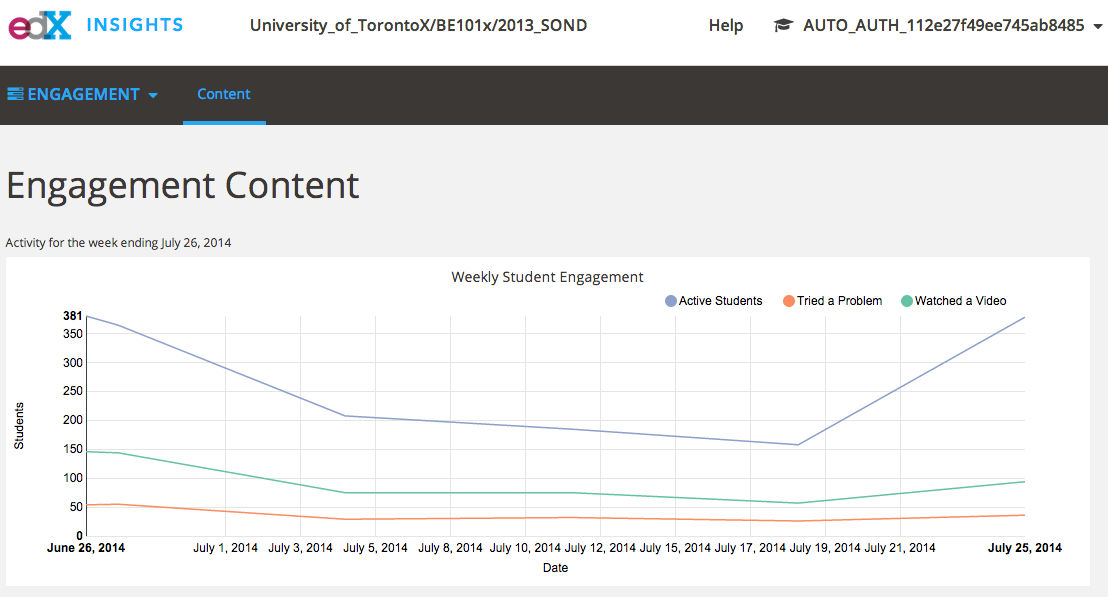 edX INSIGHTS University_of_TorontoX/BE101x/2013_SOND Help AUTO_AUTH_112e27f49ee745ab8485
ENGAGEMENT Content
Engagement Content
Activity for the week ending July 26, 2014
Weekly Student Engagement
Active Students Tried a Problem Watched a Video
381
350
300
250
200
150
100
50
0
Students
June 26, 2014 July 1, 2014 July 3, 2014 July 5, 2014 July 8, 2014 July 10, 2014 July 12, 2014 July 15, 2014 July 17, 2014 July 19, 2014 July 21, 2014 July 25, 2014
Date